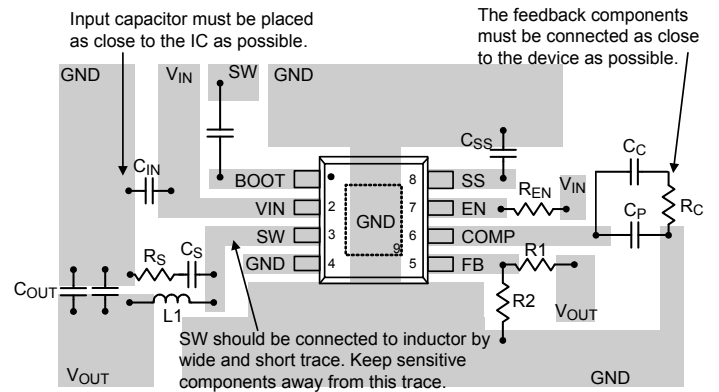 Input capacitor must be placed
as close to the IC as possible.
The feedback components
must be connected as close
to the device as possible.
GND
VIN
SW
GND
CSS
CIN
CC
BOOT
8
SS
REN
VIN
RC
VIN
2
GND
7
EN
CP
SW
3
6
COMP
9
RS
CS
GND
4
5
FB
R1
COUT
L1
R2
VOUT
SW should be connected to inductor by
wide and short trace. Keep sensitive
components away from this trace.
VOUT
GND